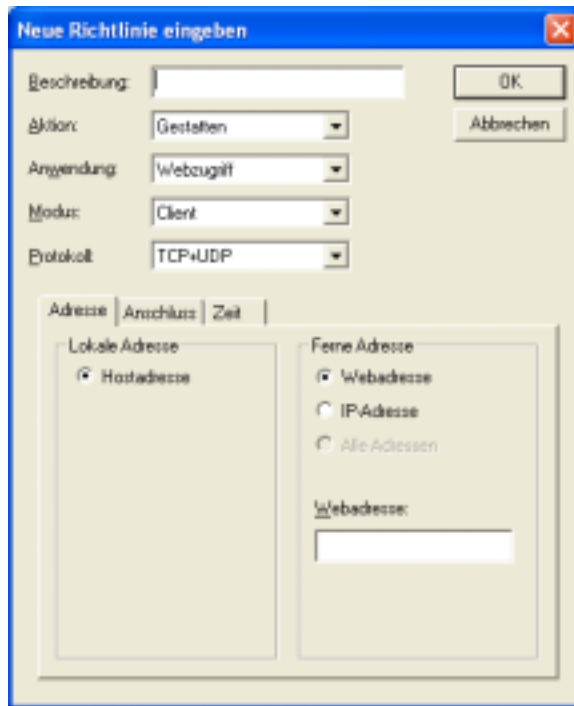 Neue Richtlinie eingeben
Beschreibung:
OK
Aktion: Gestatten
Abbrechen
Anwendung: Webzugriff
Modus: Client
Protokoll: TCP+UDP
Adresse Anschluss Zeit
Lokale Adresse
Hostadresse
Ferne Adresse
Webadresse
IP-Adresse
Alle Adressen
Webadresse: